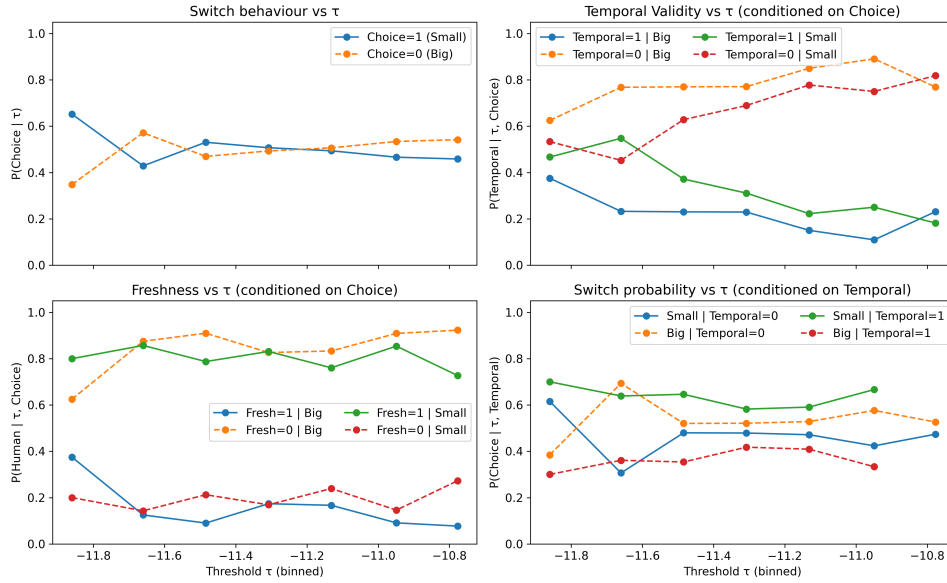 Switch behaviour vs τ
P(Choice | τ)
1.0
0.8
0.6
0.4
0.2
0.0
Choice=1 (Small)
Choice=0 (Big)
Temporal Validity vs τ (conditioned on Choice)
P(Temporal | τ, Choice)
1.0
0.8
0.6
0.4
0.2
0.0
Temporal=1 | Big
Temporal=0 | Big
Temporal=1 | Small
Temporal=0 | Small
Freshness vs τ (conditioned on Choice)
P(Human | τ, Choice)
1.0
0.8
0.6
0.4
0.2
0.0
Fresh=1 | Big
Fresh=0 | Big
Fresh=1 | Small
Fresh=0 | Small
−11.8 −11.6 −11.4 −11.2 −11.0 −10.8
Threshold τ (binned)
Switch probability vs τ (conditioned on Temporal)
P(Choice | τ, Temporal)
1.0
0.8
0.6
0.4
0.2
0.0
Small | Temporal=0
Big | Temporal=0
Small | Temporal=1
Big | Temporal=1
−11.8 −11.6 −11.4 −11.2 −11.0 −10.8
Threshold τ (binned)